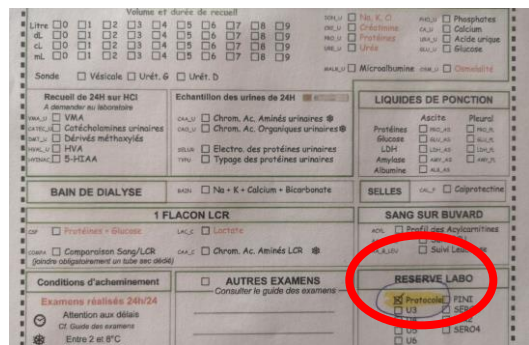 Volume et durée de recueil
Litre 0 1 2 3 4 5 6 7 8 9
dL 0 1 2 3 4 5 6 7 8 9
cL 0 1 2 3 4 5 6 7 8 9
mL 0 1 2 3 4 5 6 7 8 9
Na, K, Cl
Créatinine
Protéines
Urée
Phosphates
Calcium
Acide urique
Glucose
Microalbumine
Osmolalité
Sonde Vésicale Urét. G Urét. D
Recueil de 24H sur HCl
A demander au laboratoire
VMA
Catécholamines urinaires
Dérivés méthoxylés
HVA
5-HIAA
Echantillon des urines de 24H
Chrom. Ac. Aminés urinaires
Chrom. Ac. Organiques urinaires
Electro. des protéines urinaires
Typage des protéines urinaires
LIQUIDES DE PONCTION
Ascite Pleural
Protéines
Glucose
LDH
Amylase
Albumine
BAIN DE DIALYSE
Na + K + Calcium + Bicarbonate
SELLES
Calprotectine
1 FLACON LCR
Protéines + Glucose
Lactate
Comparaison Sang/LCR
(joindre obligatoirement un tube sec dédié)
Chrom. Ac. Aminés LCR
SANG SUR BUVARD
Profil des Acylcarnitines
Suivi
Conditions d'acheminement
Examens réalisés 24h/24
Attention aux délais
Cf. Guide des examens
Entre 2 et 8°C
AUTRES EXAMENS
Consulter le guide des examens
RESERVE LABO
Protocole FINI
U3
SERO4
U6